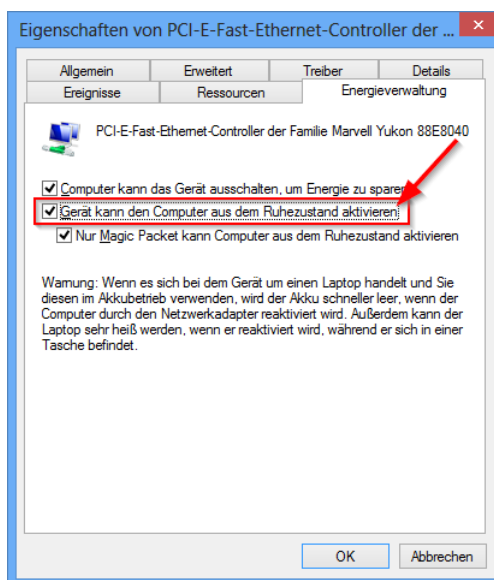 Eigenschaften von PCI-E-Fast-Ethernet-Controller der ...
Allgemein Erweitert Treiber Details
Ereignisse Ressourcen Energieverwaltung
PCI-E-Fast-Ethernet-Controller der Familie Marvell Yukon 88E8040
Computer kann das Gerät ausschalten, um Energie zu sparen
Gerät kann den Computer aus dem Ruhezustand aktivieren
Nur Magic Packet kann Computer aus dem Ruhezustand aktivieren
Warnung: Wenn es sich bei dem Gerät um einen Laptop handelt und Sie
diesen im Akkubetrieb verwenden, wird der Akku schneller leer, wenn der
Computer durch den Netzwerkadapter reaktiviert wird. Außerdem kann der
Laptop sehr heiß werden, wenn er reaktiviert wird, während er sich in einer
Tasche befindet.
OK Abbrechen